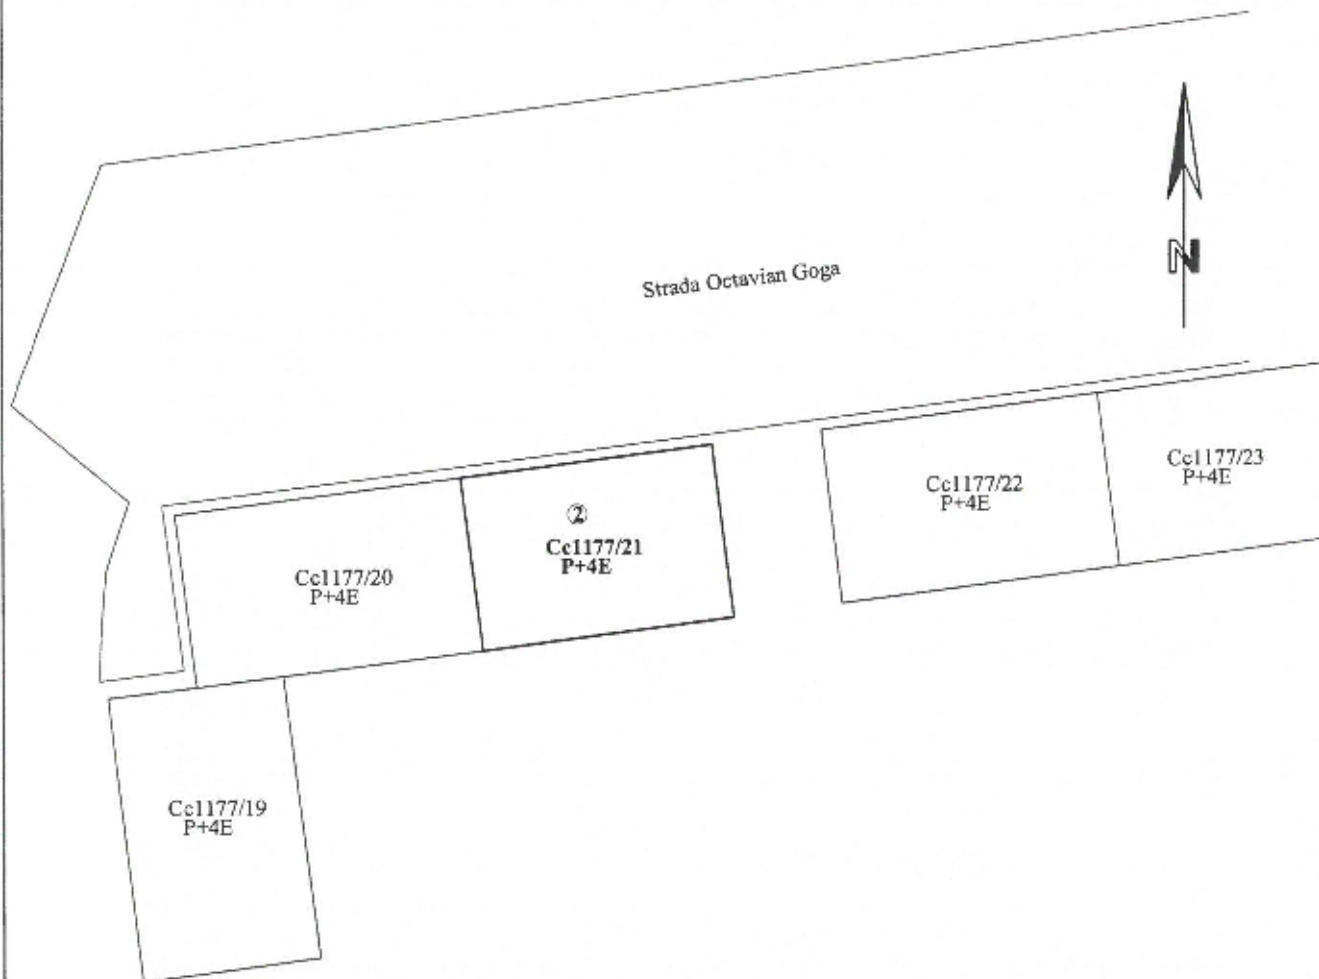 Strada Octavian Goga
N
Cc1177/23
P+4E
Cc1177/22
P+4E
②
Cc1177/21
P+4E
Cc1177/20
P+4E
Cc1177/19
P+4E